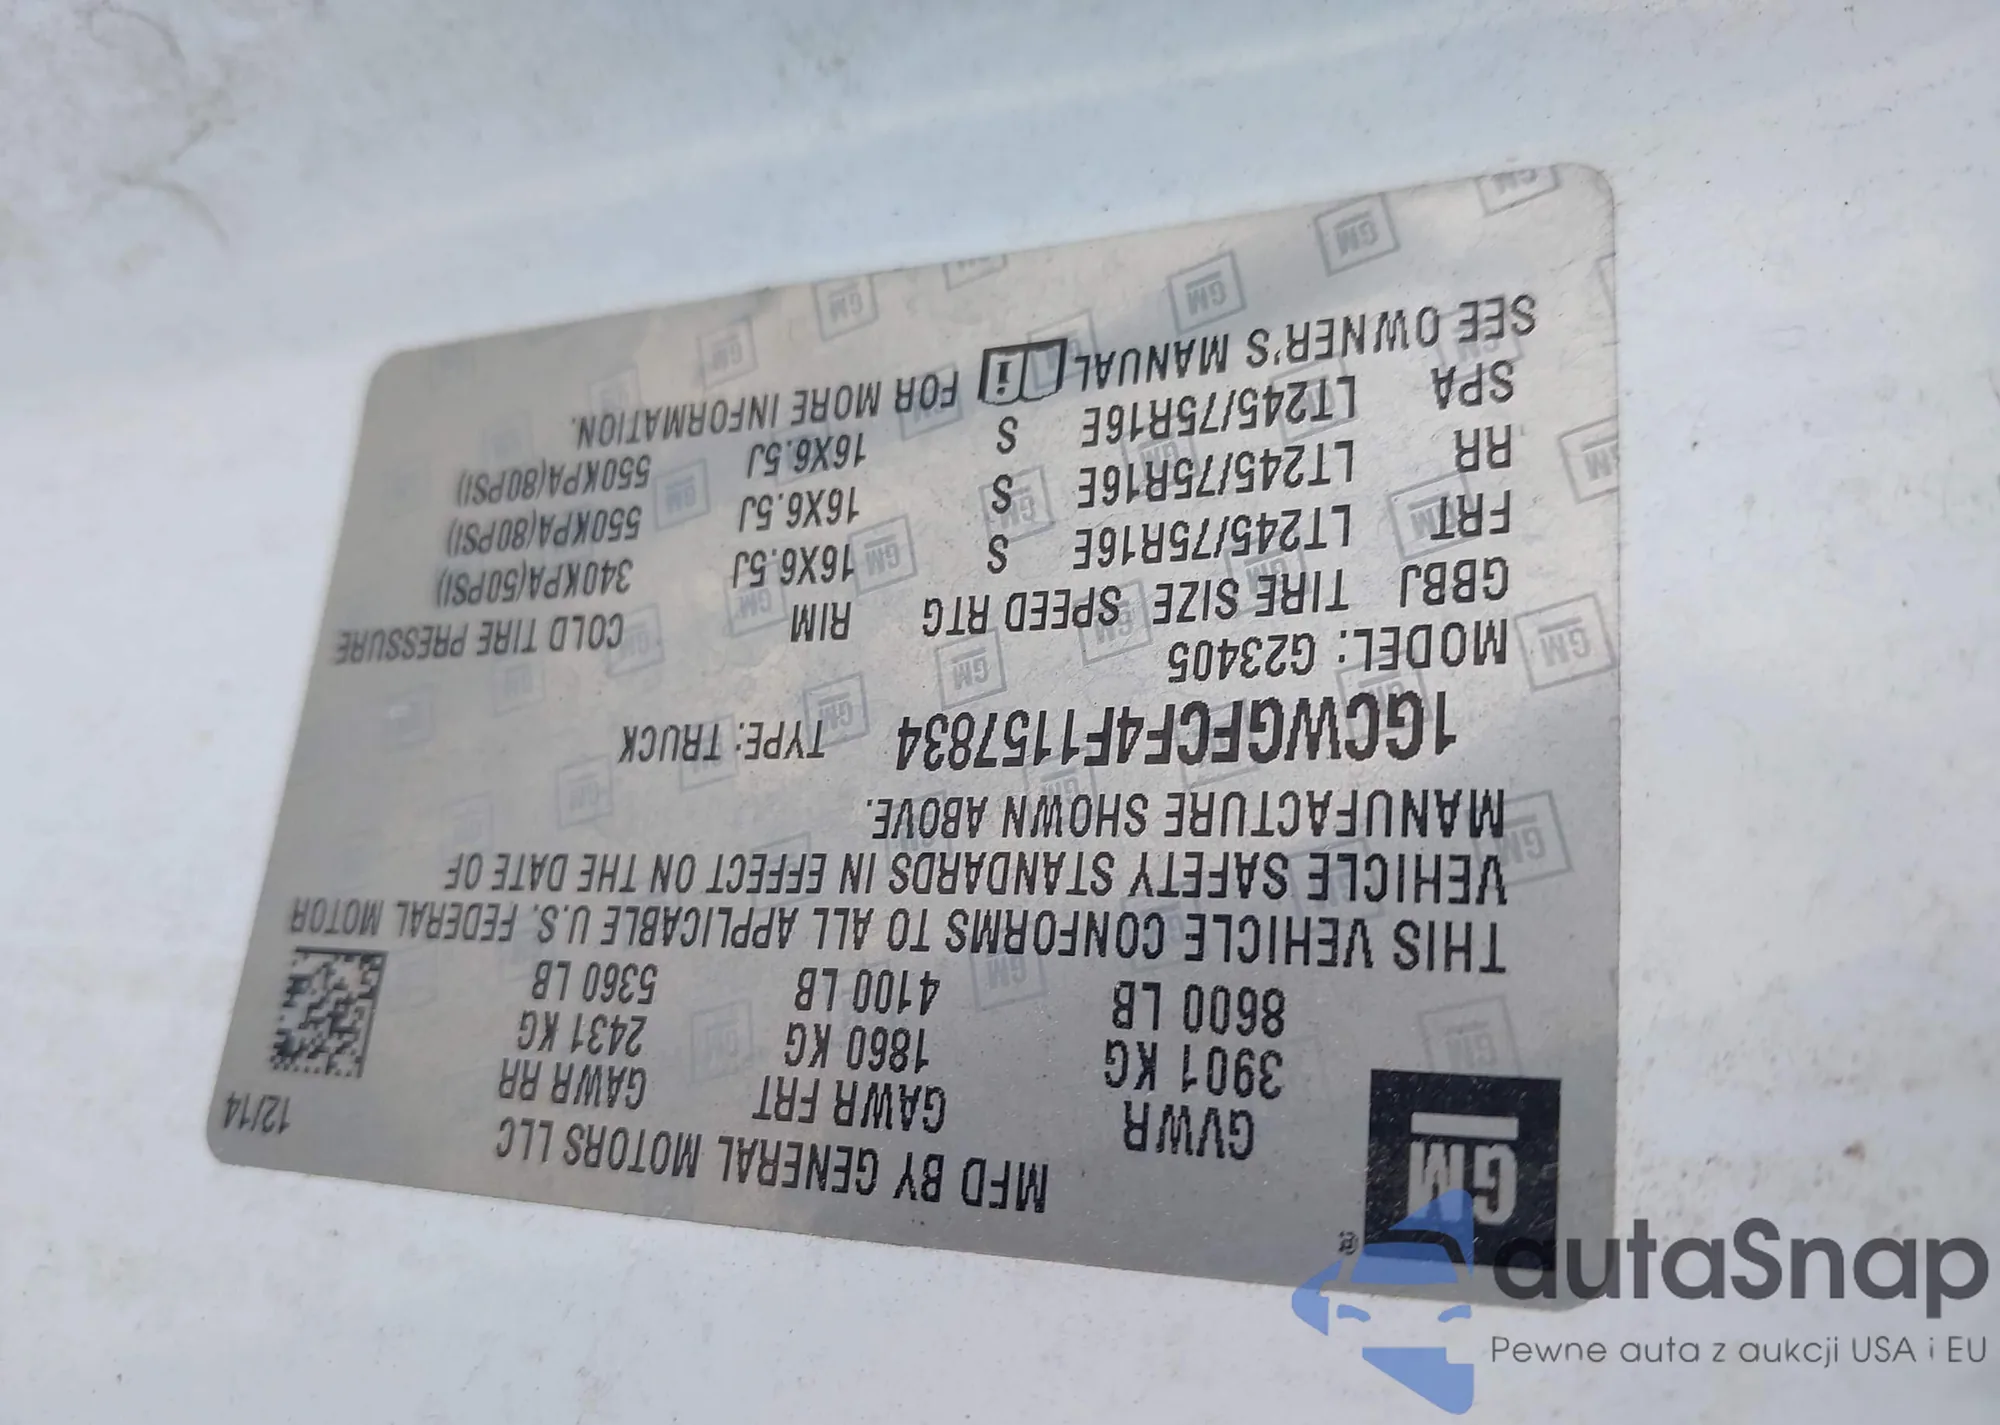 GM ®
MFD BY GENERAL MOTORS LLC 12/14
GVWR GAWR FRT GAWR RR
3901 KG 1860 KG 2431 KG
8600 LB 4100 LB 5360 LB
THIS VEHICLE CONFORMS TO ALL APPLICABLE U.S. FEDERAL MOTOR
VEHICLE SAFETY STANDARDS IN EFFECT ON THE DATE OF
MANUFACTURE SHOWN ABOVE.
1GCWGFCF4F1157834 TYPE: TRUCK
MODEL: G23405
GBBJ TIRE SIZE SPEED RTG RIM COLD TIRE PRESSURE
FRT LT245/75R16E S 16X6.5J 340KPA(50PSI)
RR LT245/75R16E S 16X6.5J 550KPA(80PSI)
SPA LT245/75R16E S 16X6.5J 550KPA(80PSI)
SEE OWNER'S MANUAL i FOR MORE INFORMATION.
autaSnap
Pewne auta z aukcji USA i EU